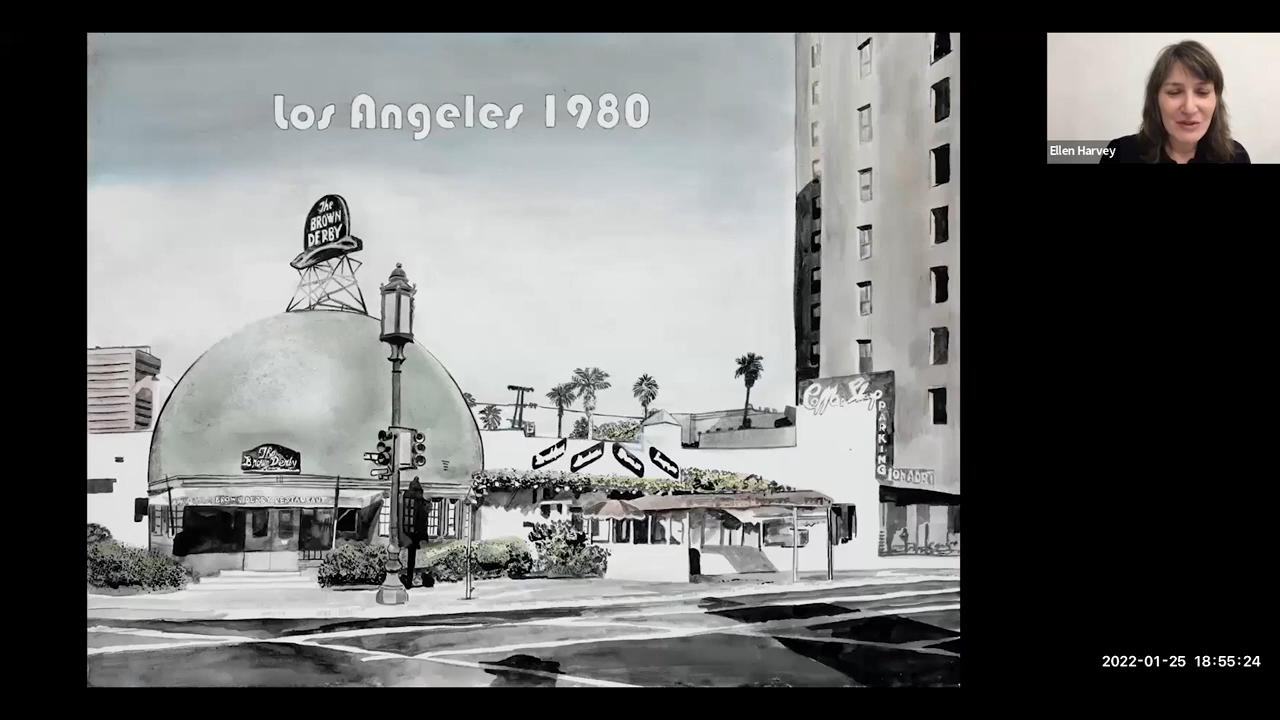 Los Angeles 1980
The
BROWN
DERBY
The
Brown Derby
BROWN DERBY RESTAURANT
Coffee Shop
PARKING
Ellen Harvey
2022-01-25 18:55:24